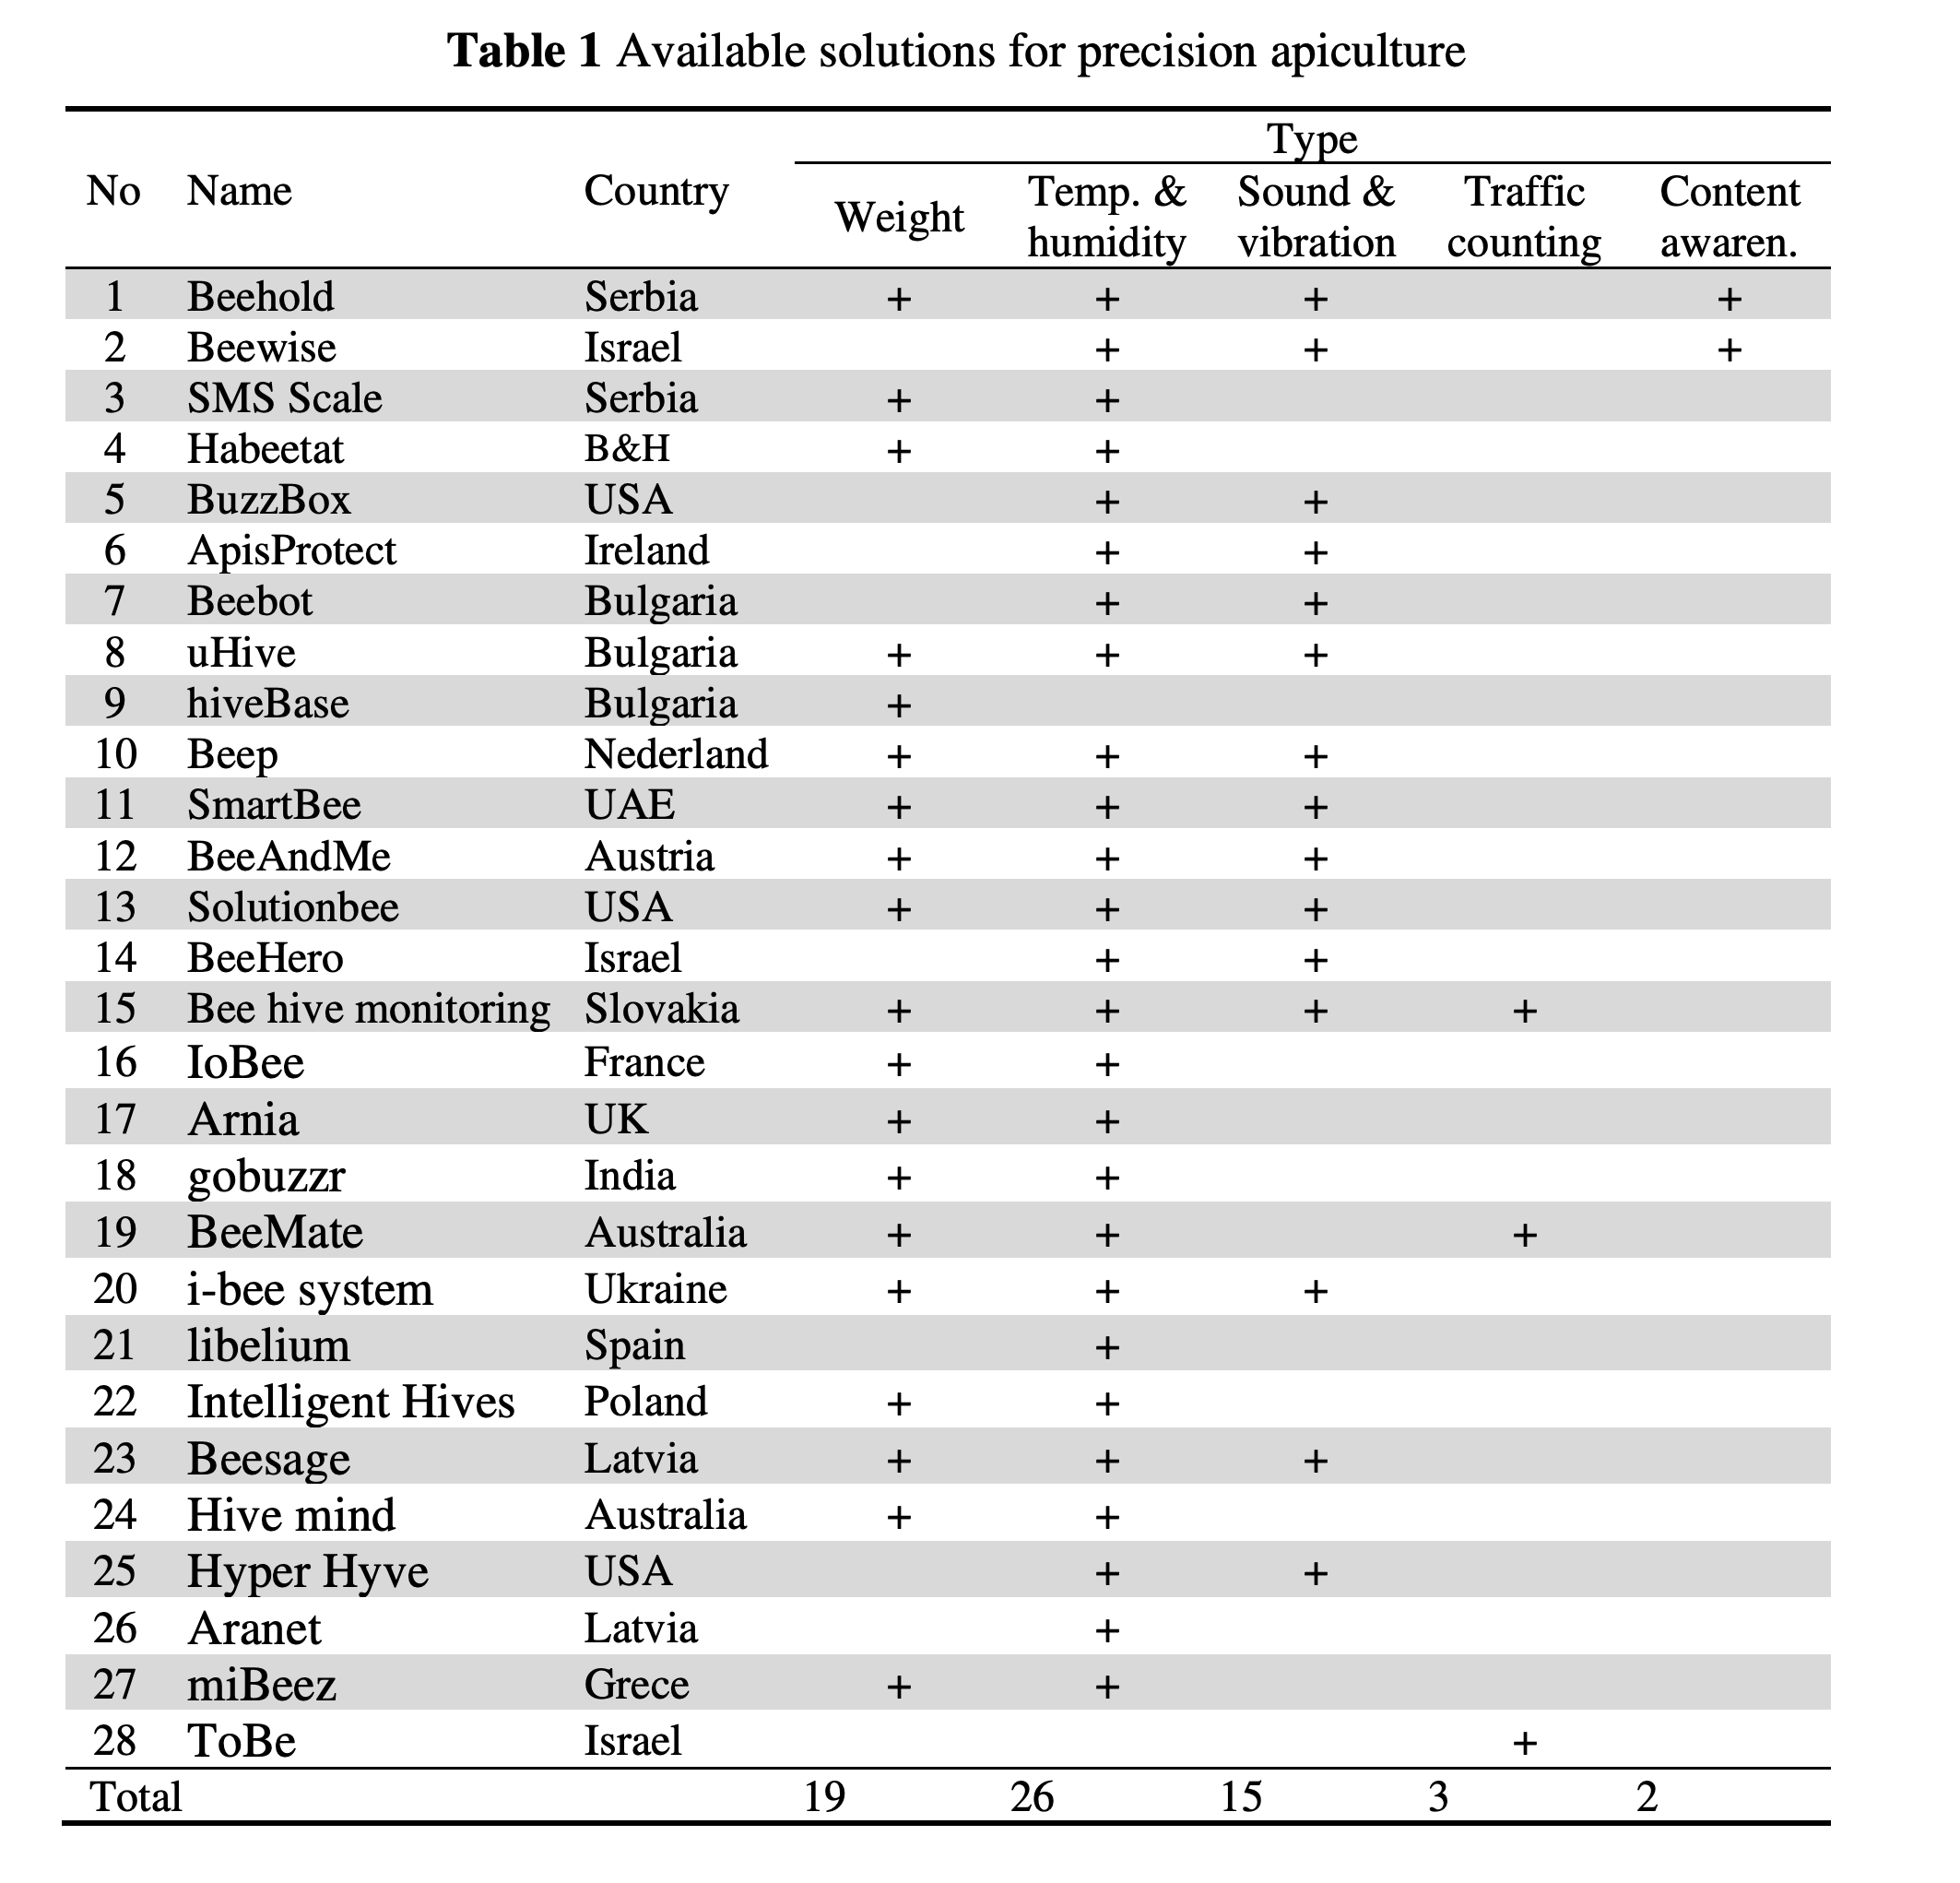 Table 1 Available solutions for precision apiculture
Type
No Name Country Weight Temp. & humidity Sound & vibration Traffic counting Content awaren.
1 Beehold Serbia + + + +
2 Beewise Israel + + +
3 SMS Scale Serbia + +
4 Habeetat B&H + +
5 BuzzBox USA + +
6 ApisProtect Ireland + +
7 Beebot Bulgaria + +
8 uHive Bulgaria + + +
9 hiveBase Bulgaria +
10 Beep Nederland + + +
11 SmartBee UAE + + +
12 BeeAndMe Austria + + +
13 Solutionbee USA + + +
14 BeeHero Israel + +
15 Bee hive monitoring Slovakia + + + +
16 IoBee France + +
17 Arnia UK + +
18 gobuzzr India + +
19 BeeMate Australia + + +
20 i-bee system Ukraine + + +
21 libelium Spain +
22 Intelligent Hives Poland + +
23 Beesage Latvia + + +
24 Hive mind Australia + +
25 Hyper Hyve USA + +
26 Aranet Latvia +
27 miBeez Grece + +
28 ToBe Israel +
Total 19 26 15 3 2